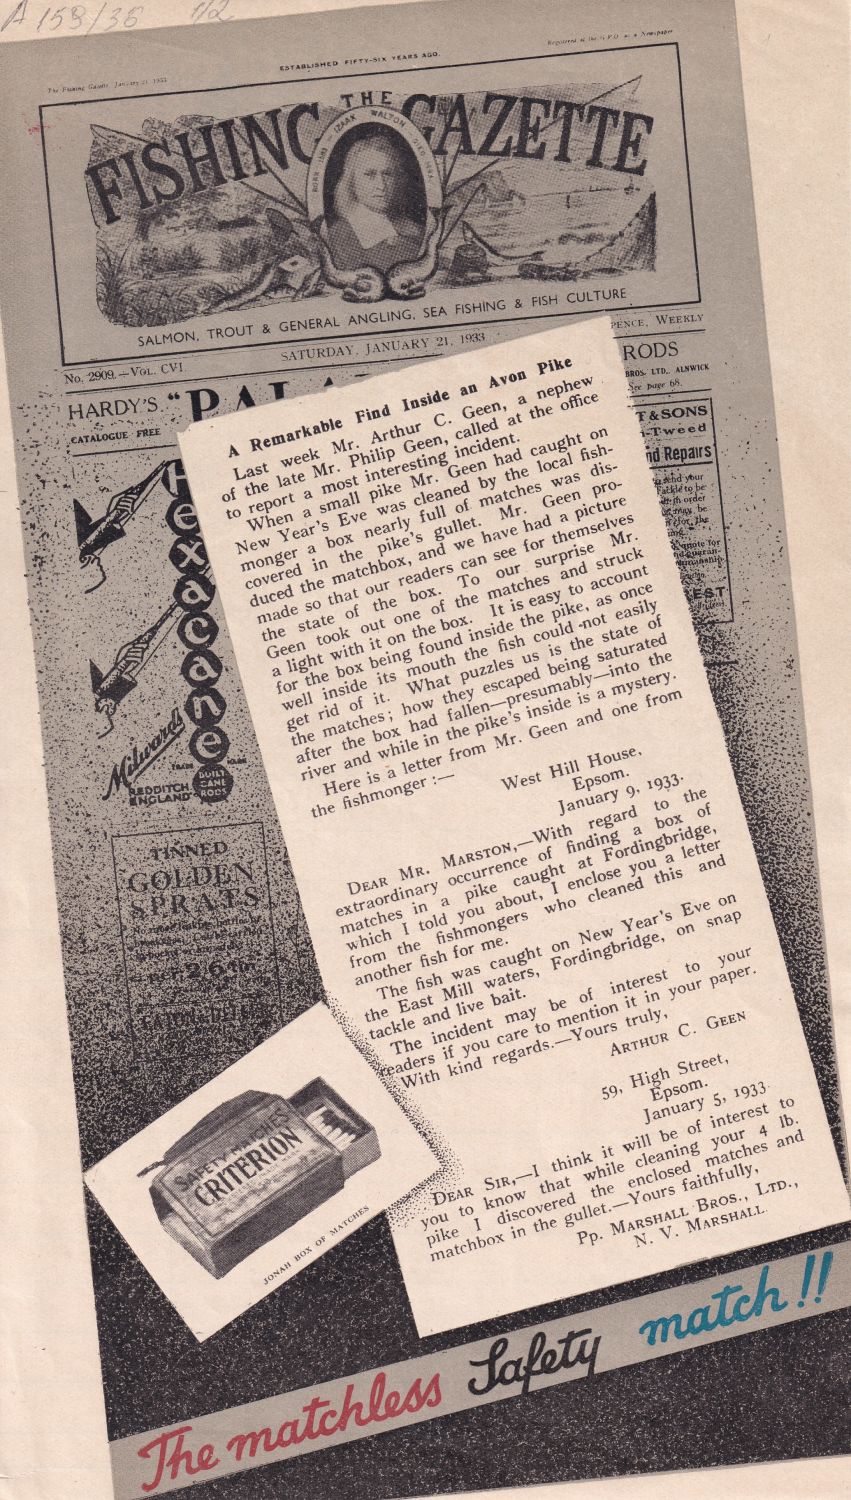 A 159/36 1/2
The Fishing Gazette, January 21, 1933
ESTABLISHED FIFTY-SIX YEARS AGO.
Registered at the G.P.O. as a Newspaper
THE
FISHING GAZETTE
IZAAK WALTON
SALMON, TROUT & GENERAL ANGLING, SEA FISHING & FISH CULTURE
No. 2909.—VOL. CVI
SATURDAY, JANUARY 21, 1933
PENCE, WEEKLY
HARDY'S "PALA
CATALOGUE FREE
RODS
BROS. LTD., ALNWICK
See page 68.
T & SONS
-Tweed
nd Repairs
Hexacane
Milwards
REDDITCH
ENGLAND
BUILT
CANE
RODS
TINNED
GOLDEN
SPRATS
A Remarkable Find Inside an Avon Pike
Last week Mr. Arthur C. Geen, a nephew
of the late Mr. Philip Geen, called at the office
to report a most interesting incident.
When a small pike Mr. Geen had caught on
New Year's Eve was cleaned by the local fish-
monger a box nearly full of matches was dis-
covered in the pike's gullet. Mr. Geen pro-
duced the matchbox, and we have had a picture
made so that our readers can see for themselves
the state of the box. To our surprise Mr.
Geen took out one of the matches and struck
a light with it on the box. It is easy to account
for the box being found inside the pike, as once
well inside its mouth the fish could not easily
get rid of it. What puzzles us is the state of
the matches; how they escaped being saturated
after the box had fallen—presumably—into the
river and while in the pike's inside is a mystery.
Here is a letter from Mr. Geen and one from
the fishmonger :—
West Hill House,
Epsom.
January 9, 1933.
DEAR MR. MARSTON,—With regard to the
extraordinary occurrence of finding a box of
matches in a pike caught at Fordingbridge,
which I told you about, I enclose you a letter
from the fishmongers who cleaned this and
another fish for me.
The fish was caught on New Year's Eve on
the East Mill waters, Fordingbridge, on snap
tackle and live bait.
The incident may be of interest to your
readers if you care to mention it in your paper.
With kind regards.—Yours truly,
ARTHUR C. GEEN
59, High Street,
Epsom.
January 5, 1933.
DEAR SIR,—I think it will be of interest to
you to know that while cleaning your 4 lb.
pike I discovered the enclosed matches and
matchbox in the gullet.—Yours faithfully,
Pp. MARSHALL BROS., LTD.,
N. V. MARSHALL.
SAFETY MATCHES
CRITERION
JONAH BOX OF MATCHES
The matchless Safety match!!